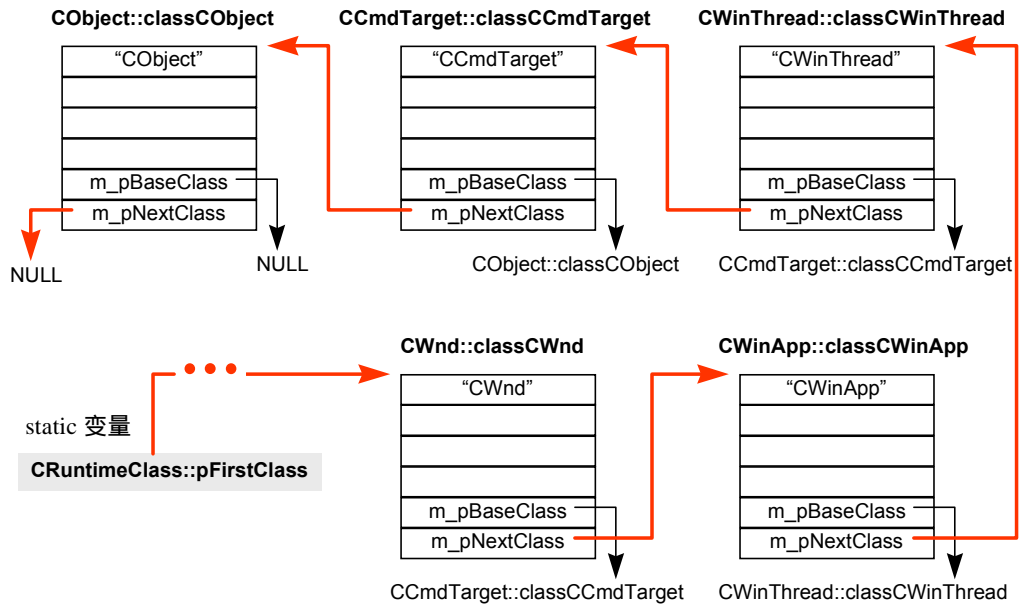 CObject::classCObject
CCmdTarget::classCCmdTarget
CWinThread::classCWinThread
“CObject”
“CCmdTarget”
“CWinThread”
m_pBaseClass
m_pBaseClass
m_pBaseClass
m_pNextClass
m_pNextClass
m_pNextClass
NULL
NULL
CObject::classCObject
CCmdTarget::classCCmdTarget
CWnd::classCWnd
CWinApp::classCWinApp
“CWnd”
“CWinApp”
static 变量
CRuntimeClass::pFirstClass
m_pBaseClass
m_pBaseClass
m_pNextClass
m_pNextClass
CCmdTarget::classCCmdTarget
CWinThread::classCWinThread